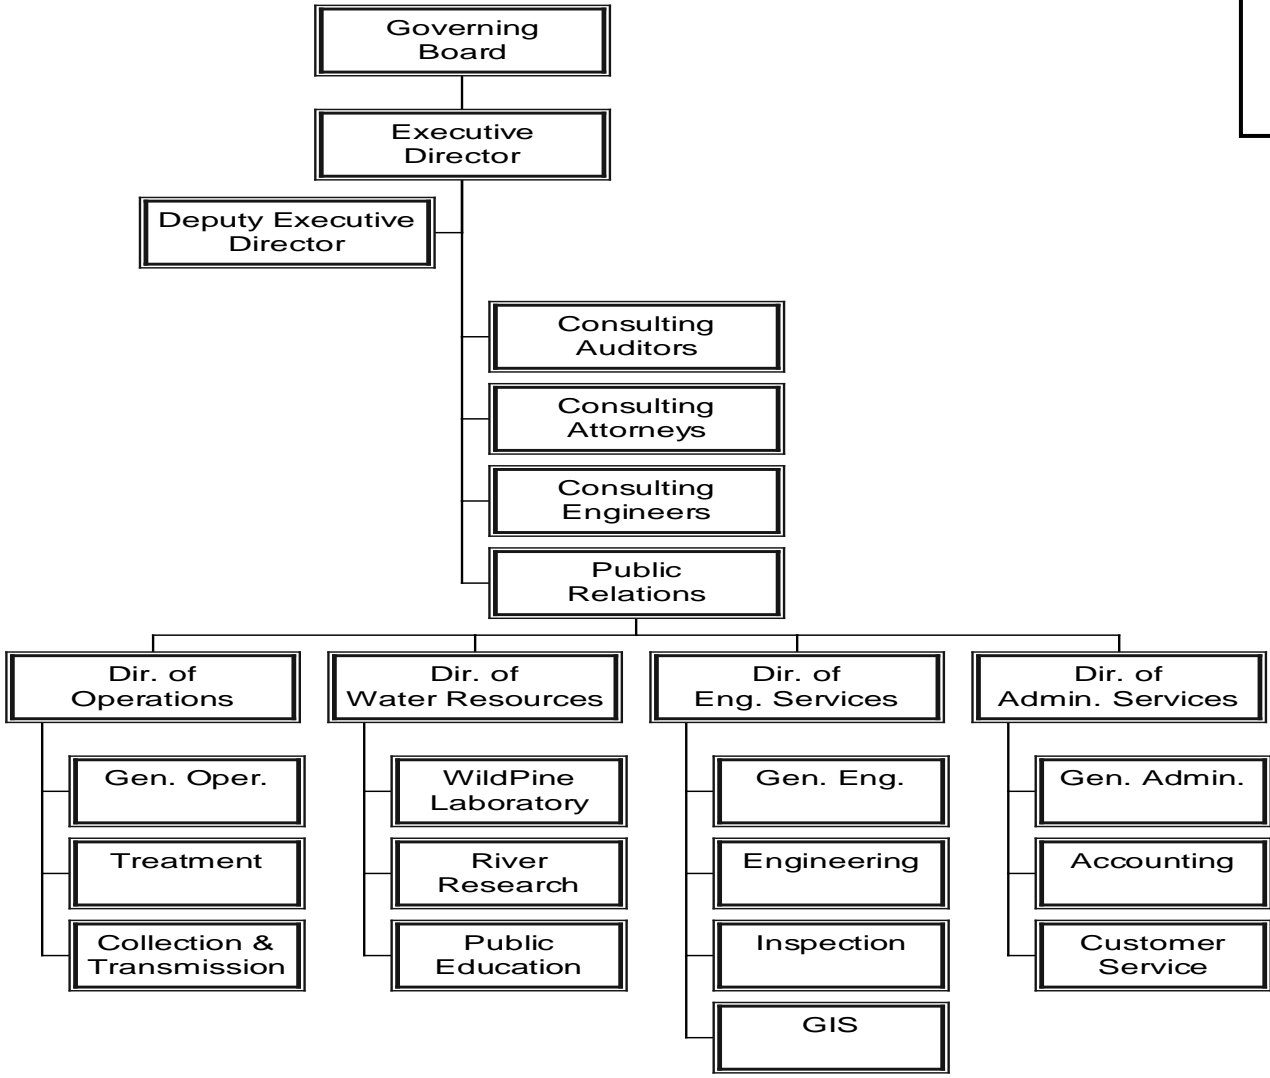 Governing
Board
Executive
Director
Deputy Executive
Director
Consulting
Auditors
Consulting
Attorneys
Consulting
Engineers
Public
Relations
Dir. of
Operations
Dir. of
Water Resources
Dir. of
Eng. Services
Dir. of
Admin. Services
Gen. Oper.
Treatment
Collection &
Transmission
WildPine
Laboratory
River
Research
Public
Education
Gen. Eng.
Engineering
Inspection
GIS
Gen. Admin.
Accounting
Customer
Service